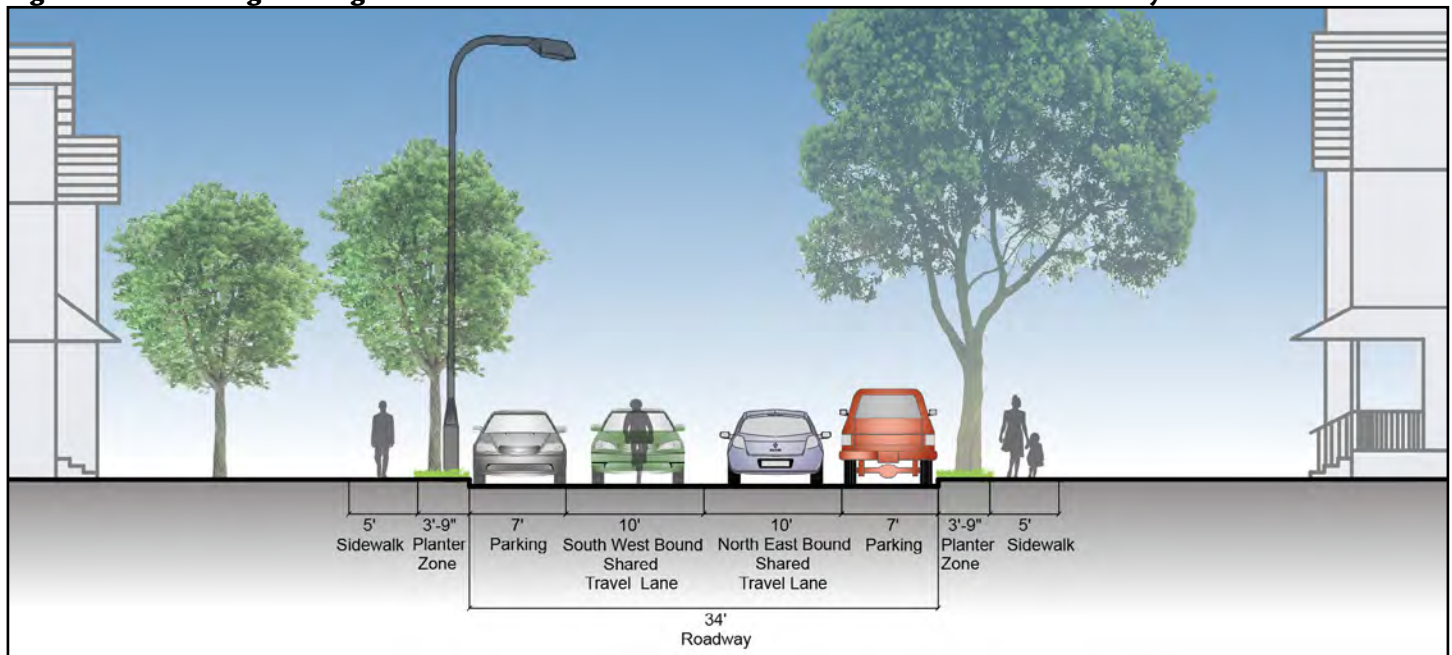 5'
Sidewalk
3'-9"
Planter
Zone
7'
Parking
10'
South West Bound
Shared
Travel Lane
10'
North East Bound
Shared
Travel Lane
7'
Parking
3'-9"
Planter
Zone
5'
Sidewalk
34'
Roadway